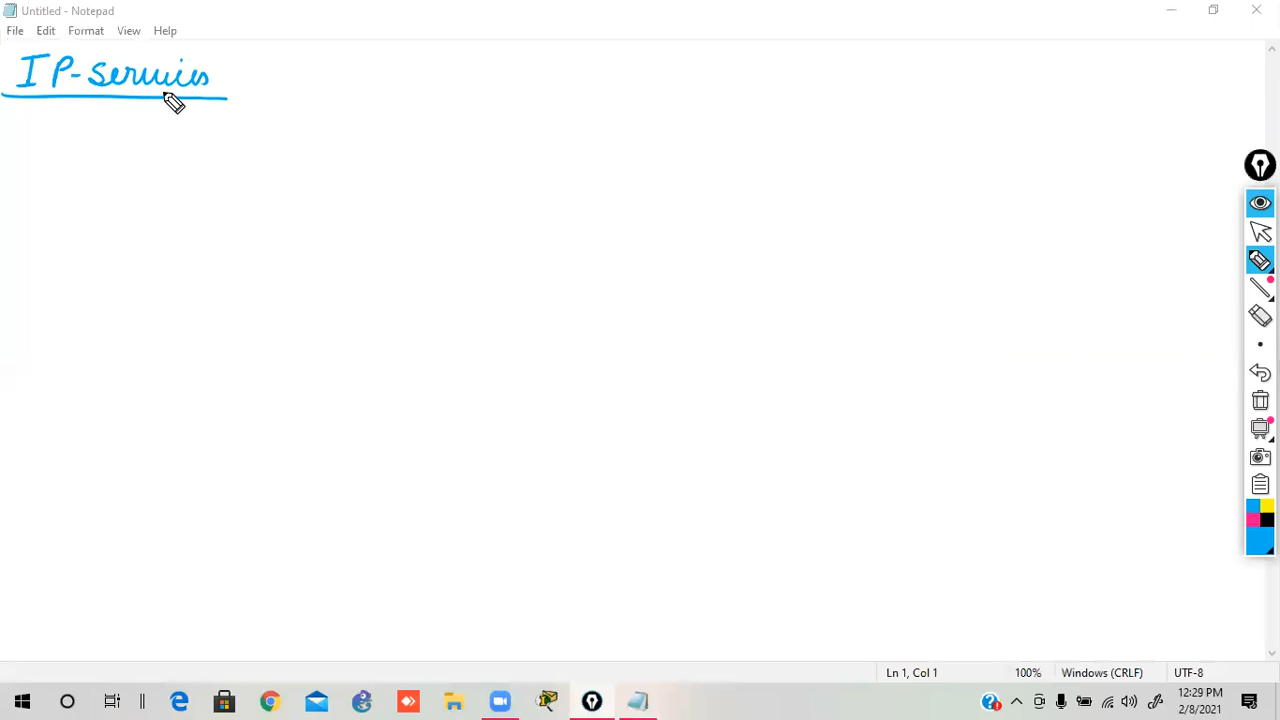 Untitled - Notepad
File Edit Format View Help
IP-services
Ln 1, Col 1 100% Windows (CRLF) UTF-8
12:29 PM
2/8/2021